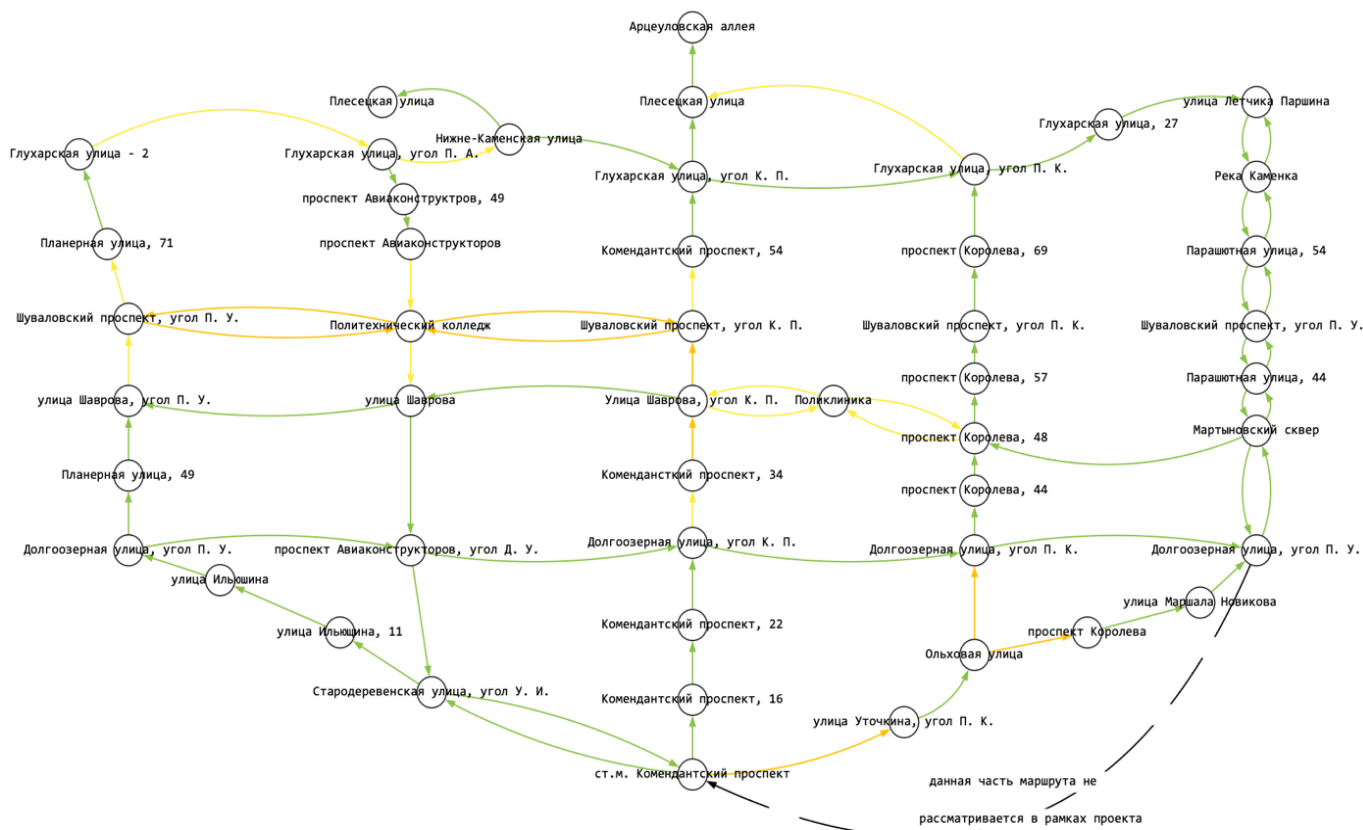 Арцеуловская аллея
Плесецкая улица
Плесецкая улица
улица Летчика Паршина
Глухарская улица, 27
Нижне-Каменская улица
Глухарская улица - 2
Глухарская улица, угол П. А.
Глухарская улица, угол П. К.
Глухарская улица, угол К. П.
Река Каменка
проспект Авиаконструктров, 49
Планерная улица, 71
проспект Авиаконструкторов
Комендантский проспект, 54
проспект Королева, 69
Парашютная улица, 54
Шуваловский проспект, угол П. У.
Политехнический колледж
Шуваловский проспект, угол К. П.
Шуваловский проспект, угол П. К.
Шуваловский проспект, угол П. У.
проспект Королева, 57
Парашютная улица, 44
улица Шаврова, угол П. У.
улица Шаврова
Улица Шаврова, угол К. П.
Поликлиника
Мартыновский сквер
проспект Королева, 48
Планерная улица, 49
Комендансткий проспект, 34
проспект Королева, 44
Долгоозерная улица, угол П. У.
проспект Авиаконструкторов, угол Д. У.
Долгоозерная улица, угол К. П.
Долгоозерная улица, угол П. К.
Долгоозерная улица, угол П. У.
улица Ильюшина
улица Маршала Новикова
Комендантский проспект, 22
улица Ильющина, 11
проспект Королева
Ольховая улица
Стародеревенская улица, угол У. И.
Комендантский проспект, 16
улица Уточкина, угол П. К.
ст.м. Комендантский проспект
данная часть маршрута не
рассматривается в рамках проекта